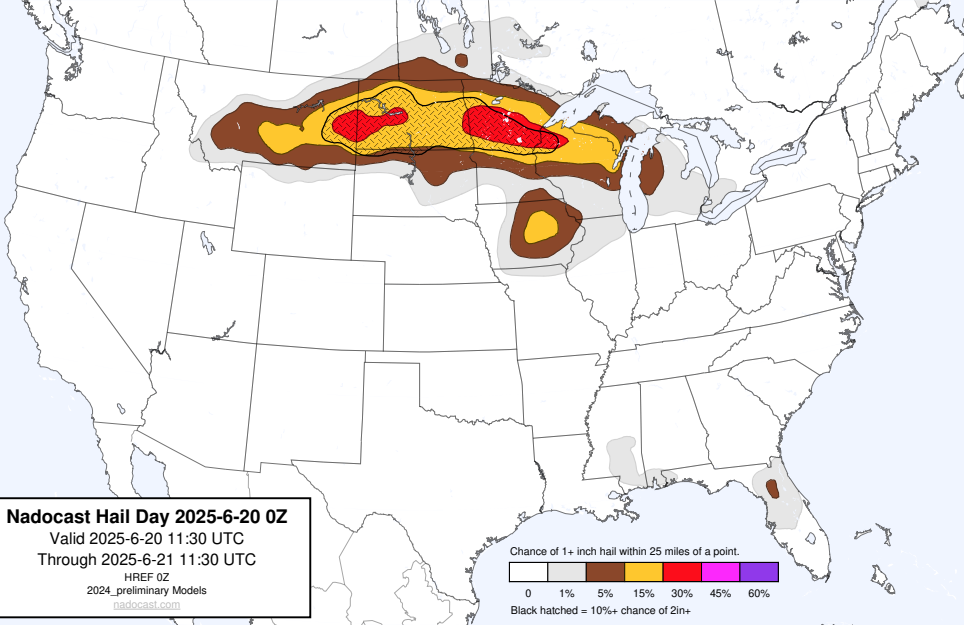 Nadocast Hail Day 2025-6-20 0Z
Valid 2025-6-20 11:30 UTC
Through 2025-6-21 11:30 UTC
HREF 0Z
2024_preliminary Models
nadocast.com
Chance of 1+ inch hail within 25 miles of a point.
0 1% 5% 15% 30% 45% 60%
Black hatched = 10%+ chance of 2in+